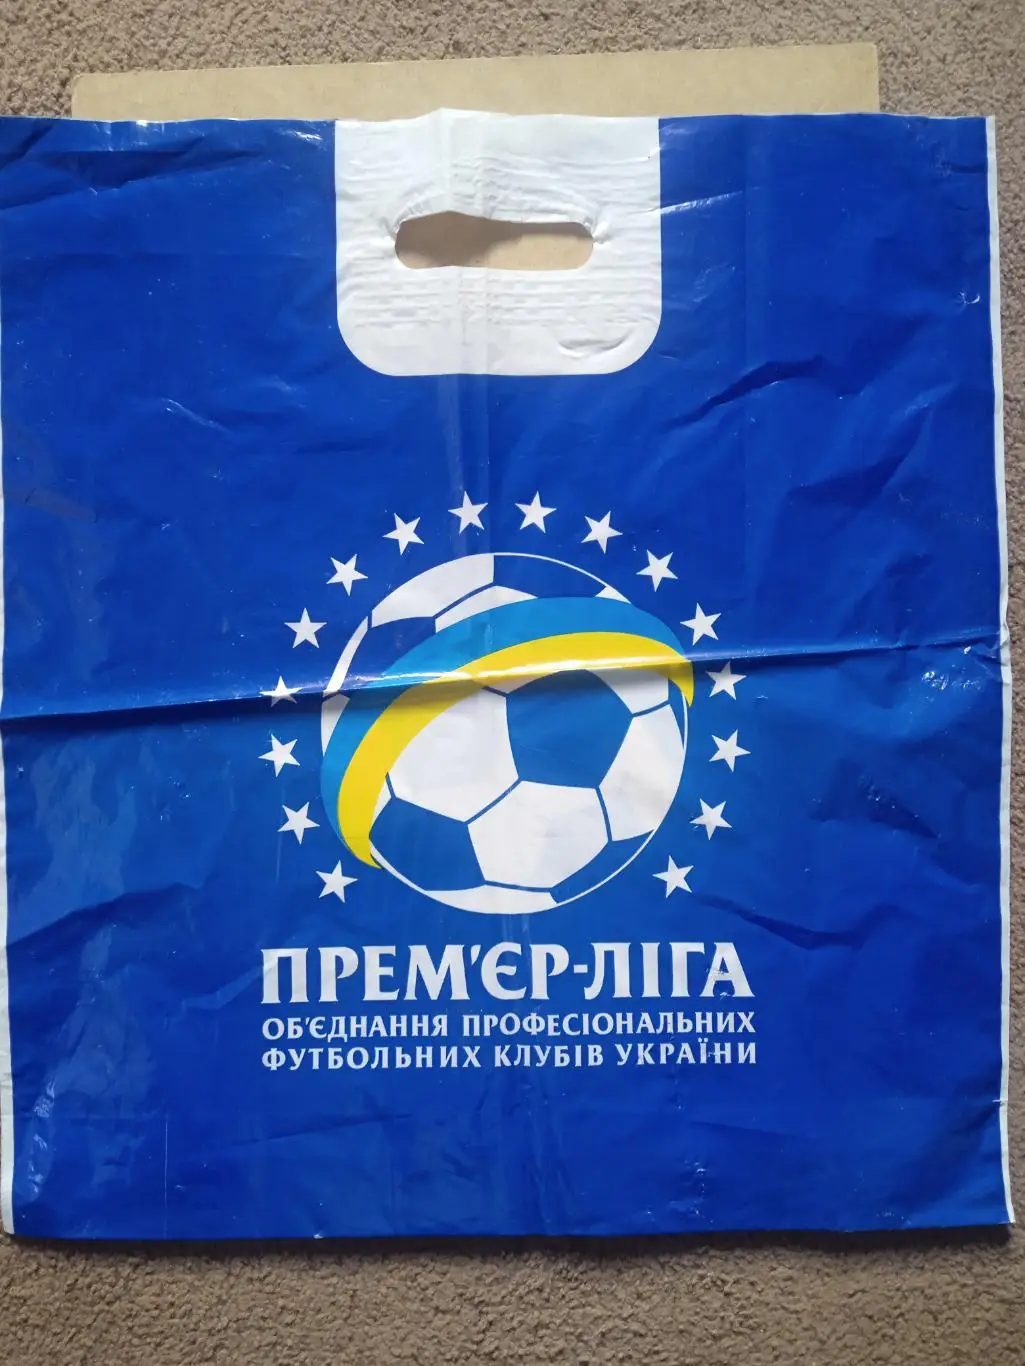 ПРЕМ'ЄР-ЛІГА
ОБ'ЄДНАННЯ ПРОФЕСІОНАЛЬНИХ
ФУТБОЛЬНИХ КЛУБІВ УКРАЇНИ